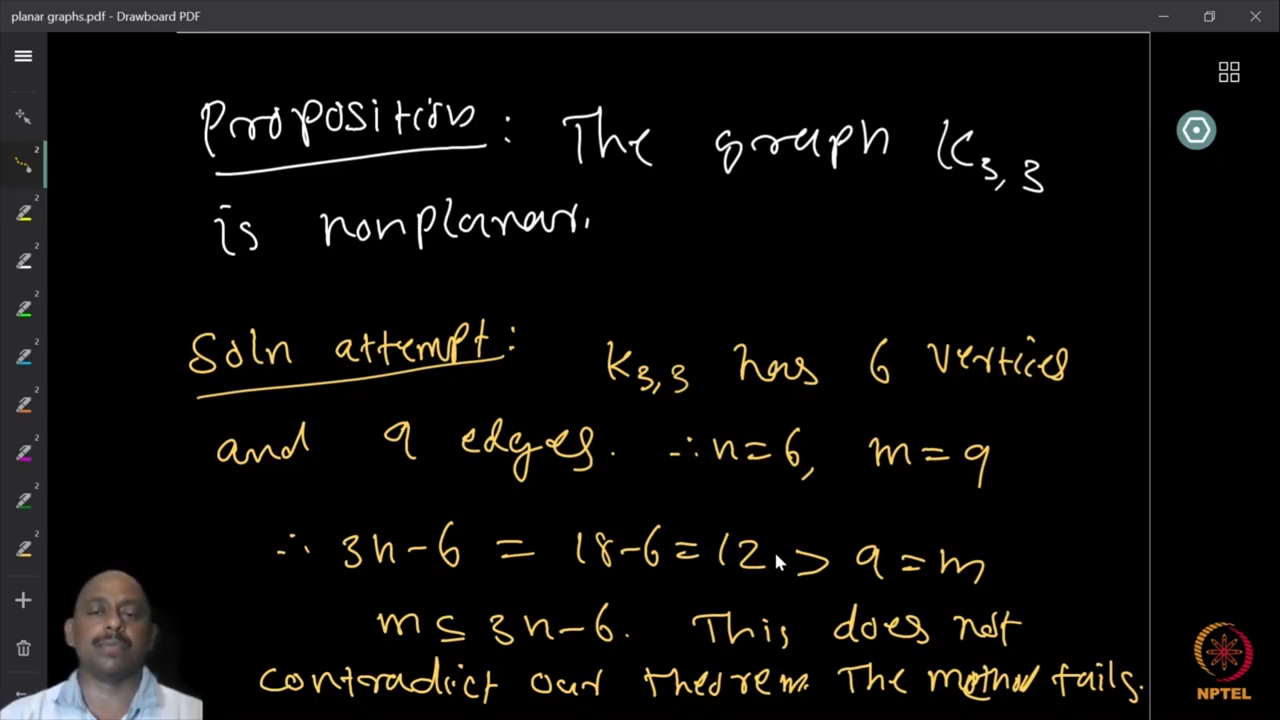 planar graphs.pdf - Drawboard PDF
Proposition : The graph K₃,₃
is nonplanar.
Soln attempt : K₃,₃ has 6 vertices
and 9 edges. ∴ n = 6, m = 9
∴ 3n - 6 = 18 - 6 = 12 > 9 = m
m ≤ 3n - 6. This does not
contradict our theorem. The method fails.
NPTEL